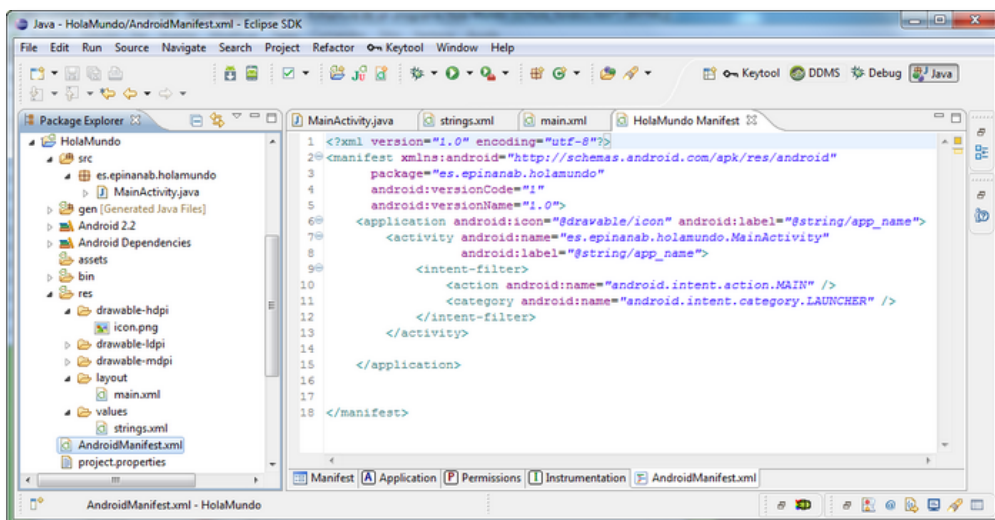 Java - HolaMundo/AndroidManifest.xml - Eclipse SDK
File Edit Run Source Navigate Search Project Refactor Keytool Window Help
Keytool DDMS Debug Java
Package Explorer
HolaMundo
src
es.epinanab.holamundo
MainActivity.java
gen [Generated Java Files]
Android 2.2
Android Dependencies
assets
bin
res
drawable-hdpi
icon.png
drawable-ldpi
drawable-mdpi
layout
main.xml
values
strings.xml
AndroidManifest.xml
project.properties
MainActivity.java strings.xml main.xml HolaMundo Manifest
1 <?xml version="1.0" encoding="utf-8"?>
2 <manifest xmlns:android="http://schemas.android.com/apk/res/android"
3 package="es.epinanab.holamundo"
4 android:versionCode="1"
5 android:versionName="1.0">
6 <application android:icon="@drawable/icon" android:label="@string/app_name">
7 <activity android:name="es.epinanab.holamundo.MainActivity"
8 android:label="@string/app_name">
9 <intent-filter>
10 <action android:name="android.intent.action.MAIN" />
11 <category android:name="android.intent.category.LAUNCHER" />
12 </intent-filter>
13 </activity>
14
15 </application>
16
17
18 </manifest>
Manifest A Application P Permissions I Instrumentation AndroidManifest.xml
AndroidManifest.xml - HolaMundo